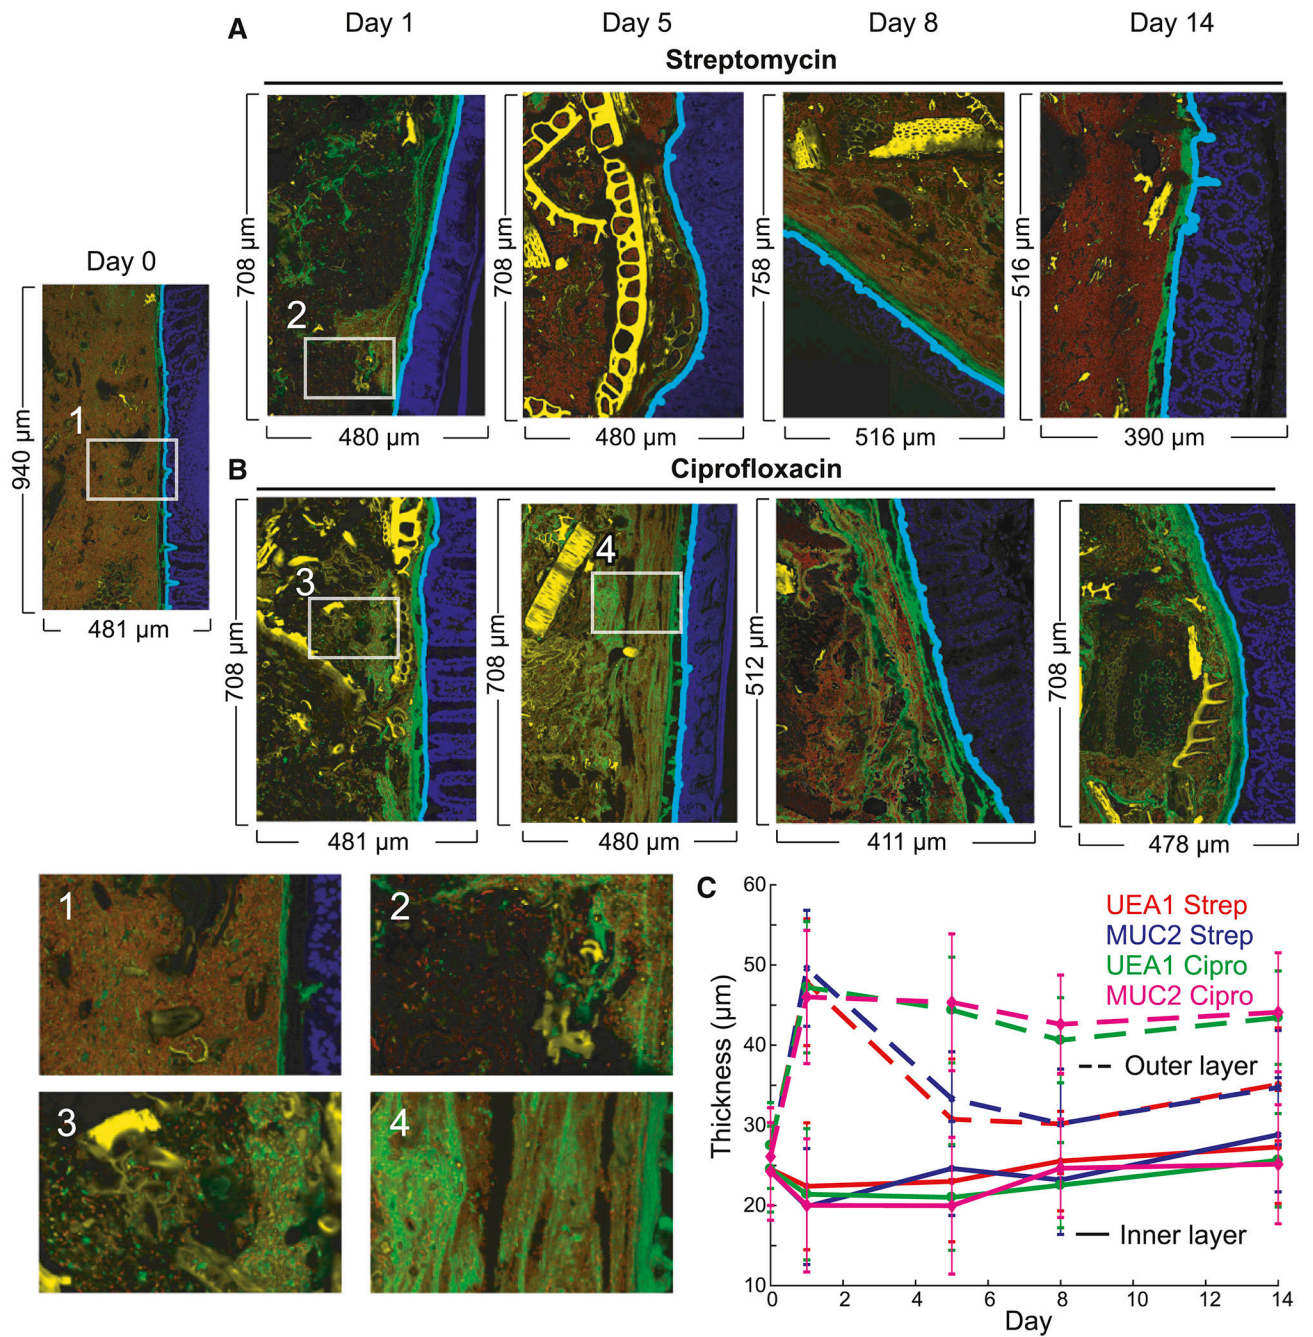 A
Day 1
Day 5
Day 8
Day 14
Streptomycin
708 µm
480 µm
2
708 µm
480 µm
758 µm
516 µm
516 µm
390 µm
Day 0
1
940 µm
481 µm
B
Ciprofloxacin
708 µm
481 µm
3
708 µm
480 µm
4
512 µm
411 µm
708 µm
478 µm
1
2
3
4
C
60
50
40
30
20
10
Thickness (µm)
UEA1 Strep
MUC2 Strep
UEA1 Cipro
MUC2 Cipro
Outer layer
Inner layer
0
2
4
6
8
10
12
14
Day